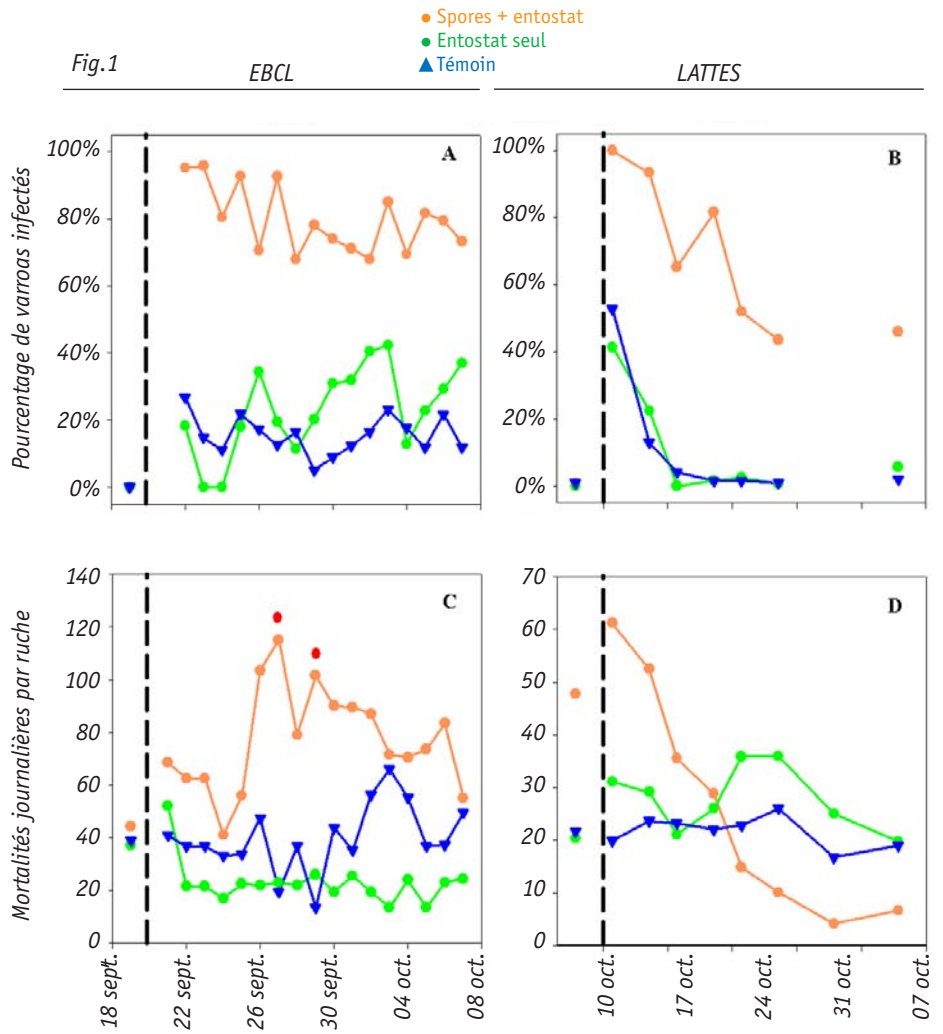 Spores + entostat
Entostat seul
Témoin
Fig.1
EBCL
LATTES
Pourcentage de varroas infectés
100%
80%
60%
40%
20%
0%
A
100%
80%
60%
40%
20%
0%
B
Mortalités journalières par ruche
140
120
100
80
60
40
20
0
C
70
60
50
40
30
20
10
0
D
18 sept.
22 sept.
26 sept.
30 sept.
04 oct.
08 oct.
10 oct.
17 oct.
24 oct.
31 oct.
07 oct.